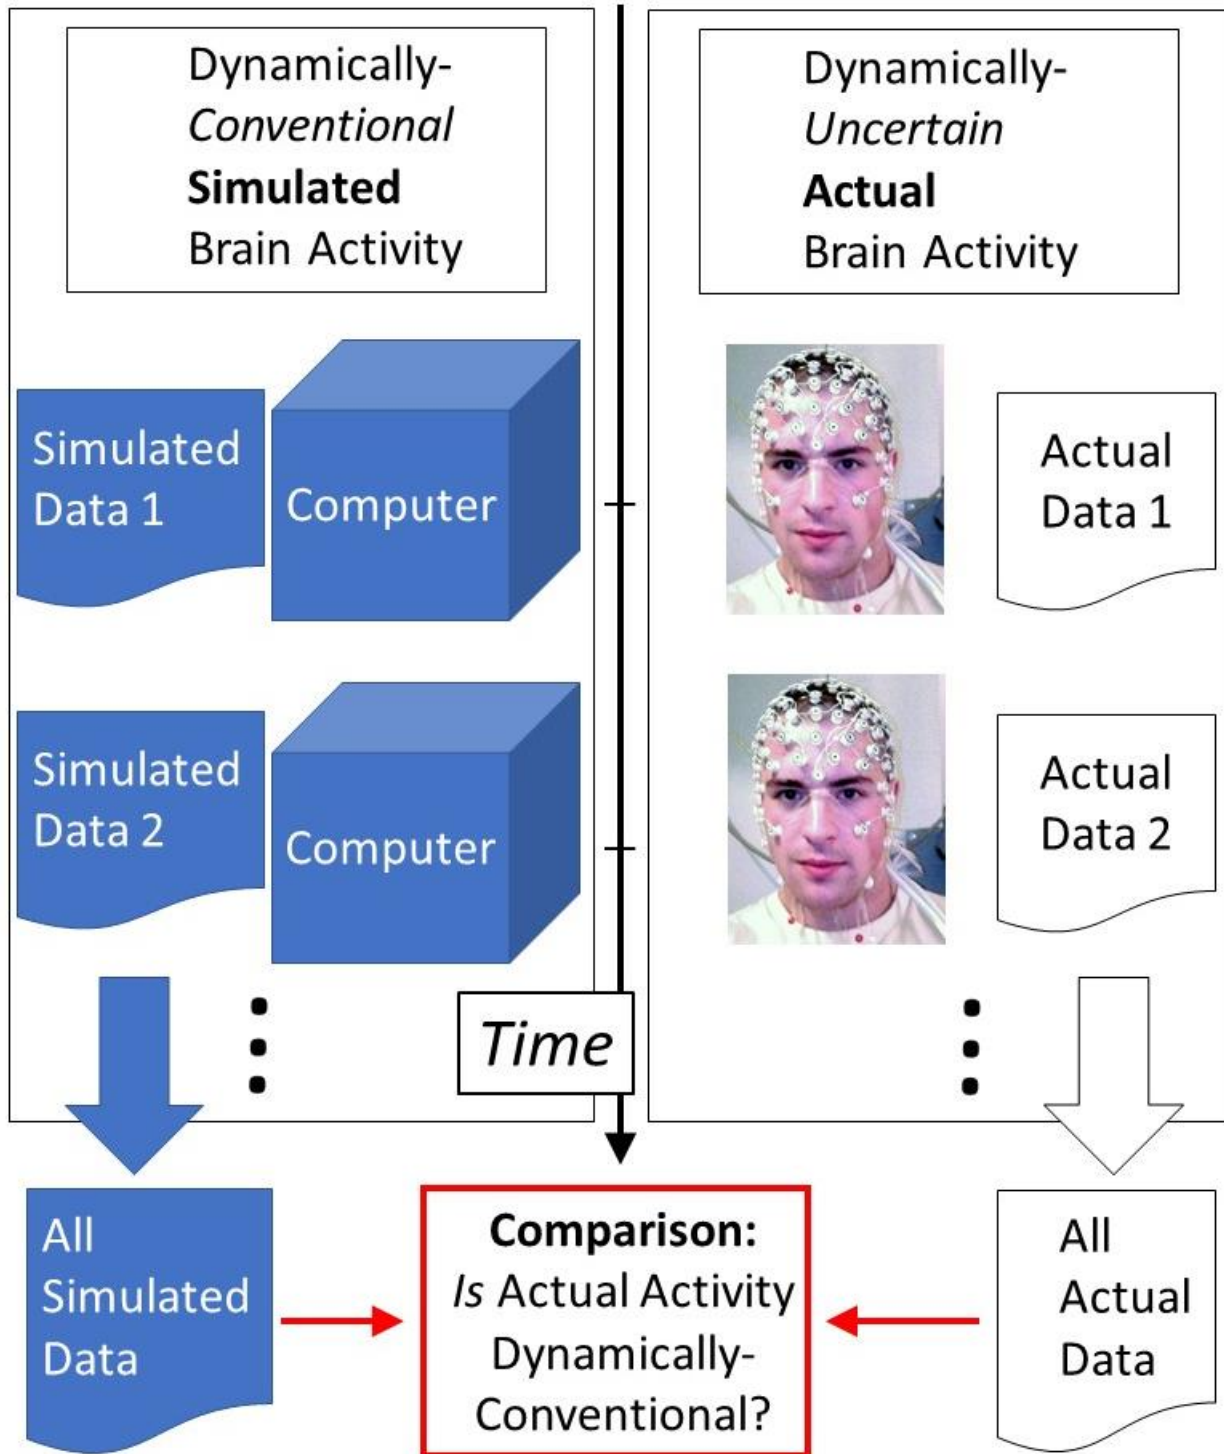 Dynamically-
Conventional
Simulated
Brain Activity
Dynamically-
Uncertain
Actual
Brain Activity
Simulated
Data 1
Computer
Actual
Data 1
Simulated
Data 2
Computer
Actual
Data 2
Time
All
Simulated
Data
Comparison:
Is Actual Activity
Dynamically-
Conventional?
All
Actual
Data